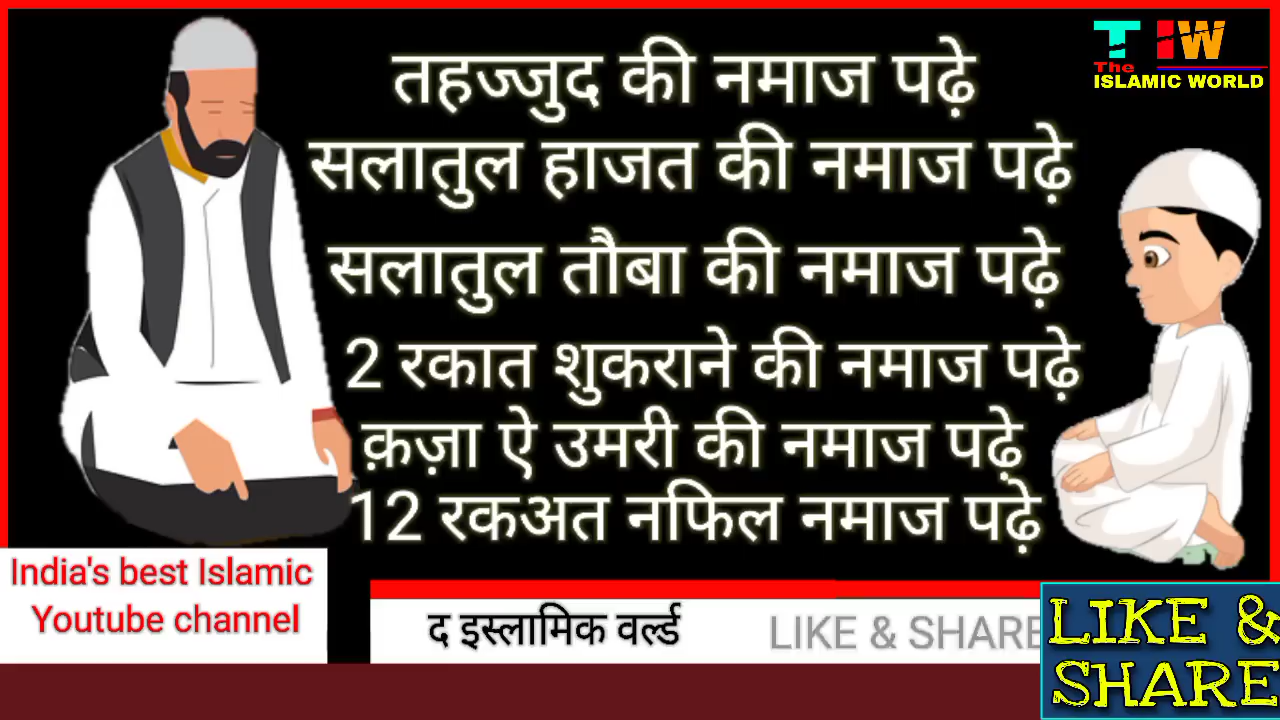 तहज्जुद की नमाज पढ़े
सलातुल हाजत की नमाज पढ़े
सलातुल तौबा की नमाज पढ़े
2 रकात शुकराने की नमाज पढ़े
क़ज़ा ऐ उमरी की नमाज पढ़े
12 रकअत नफिल नमाज पढ़े
T IW
The
ISLAMIC WORLD
India's best Islamic
Youtube channel
द इस्लामिक वर्ल्ड
LIKE & SHARE
LIKE &
SHARE